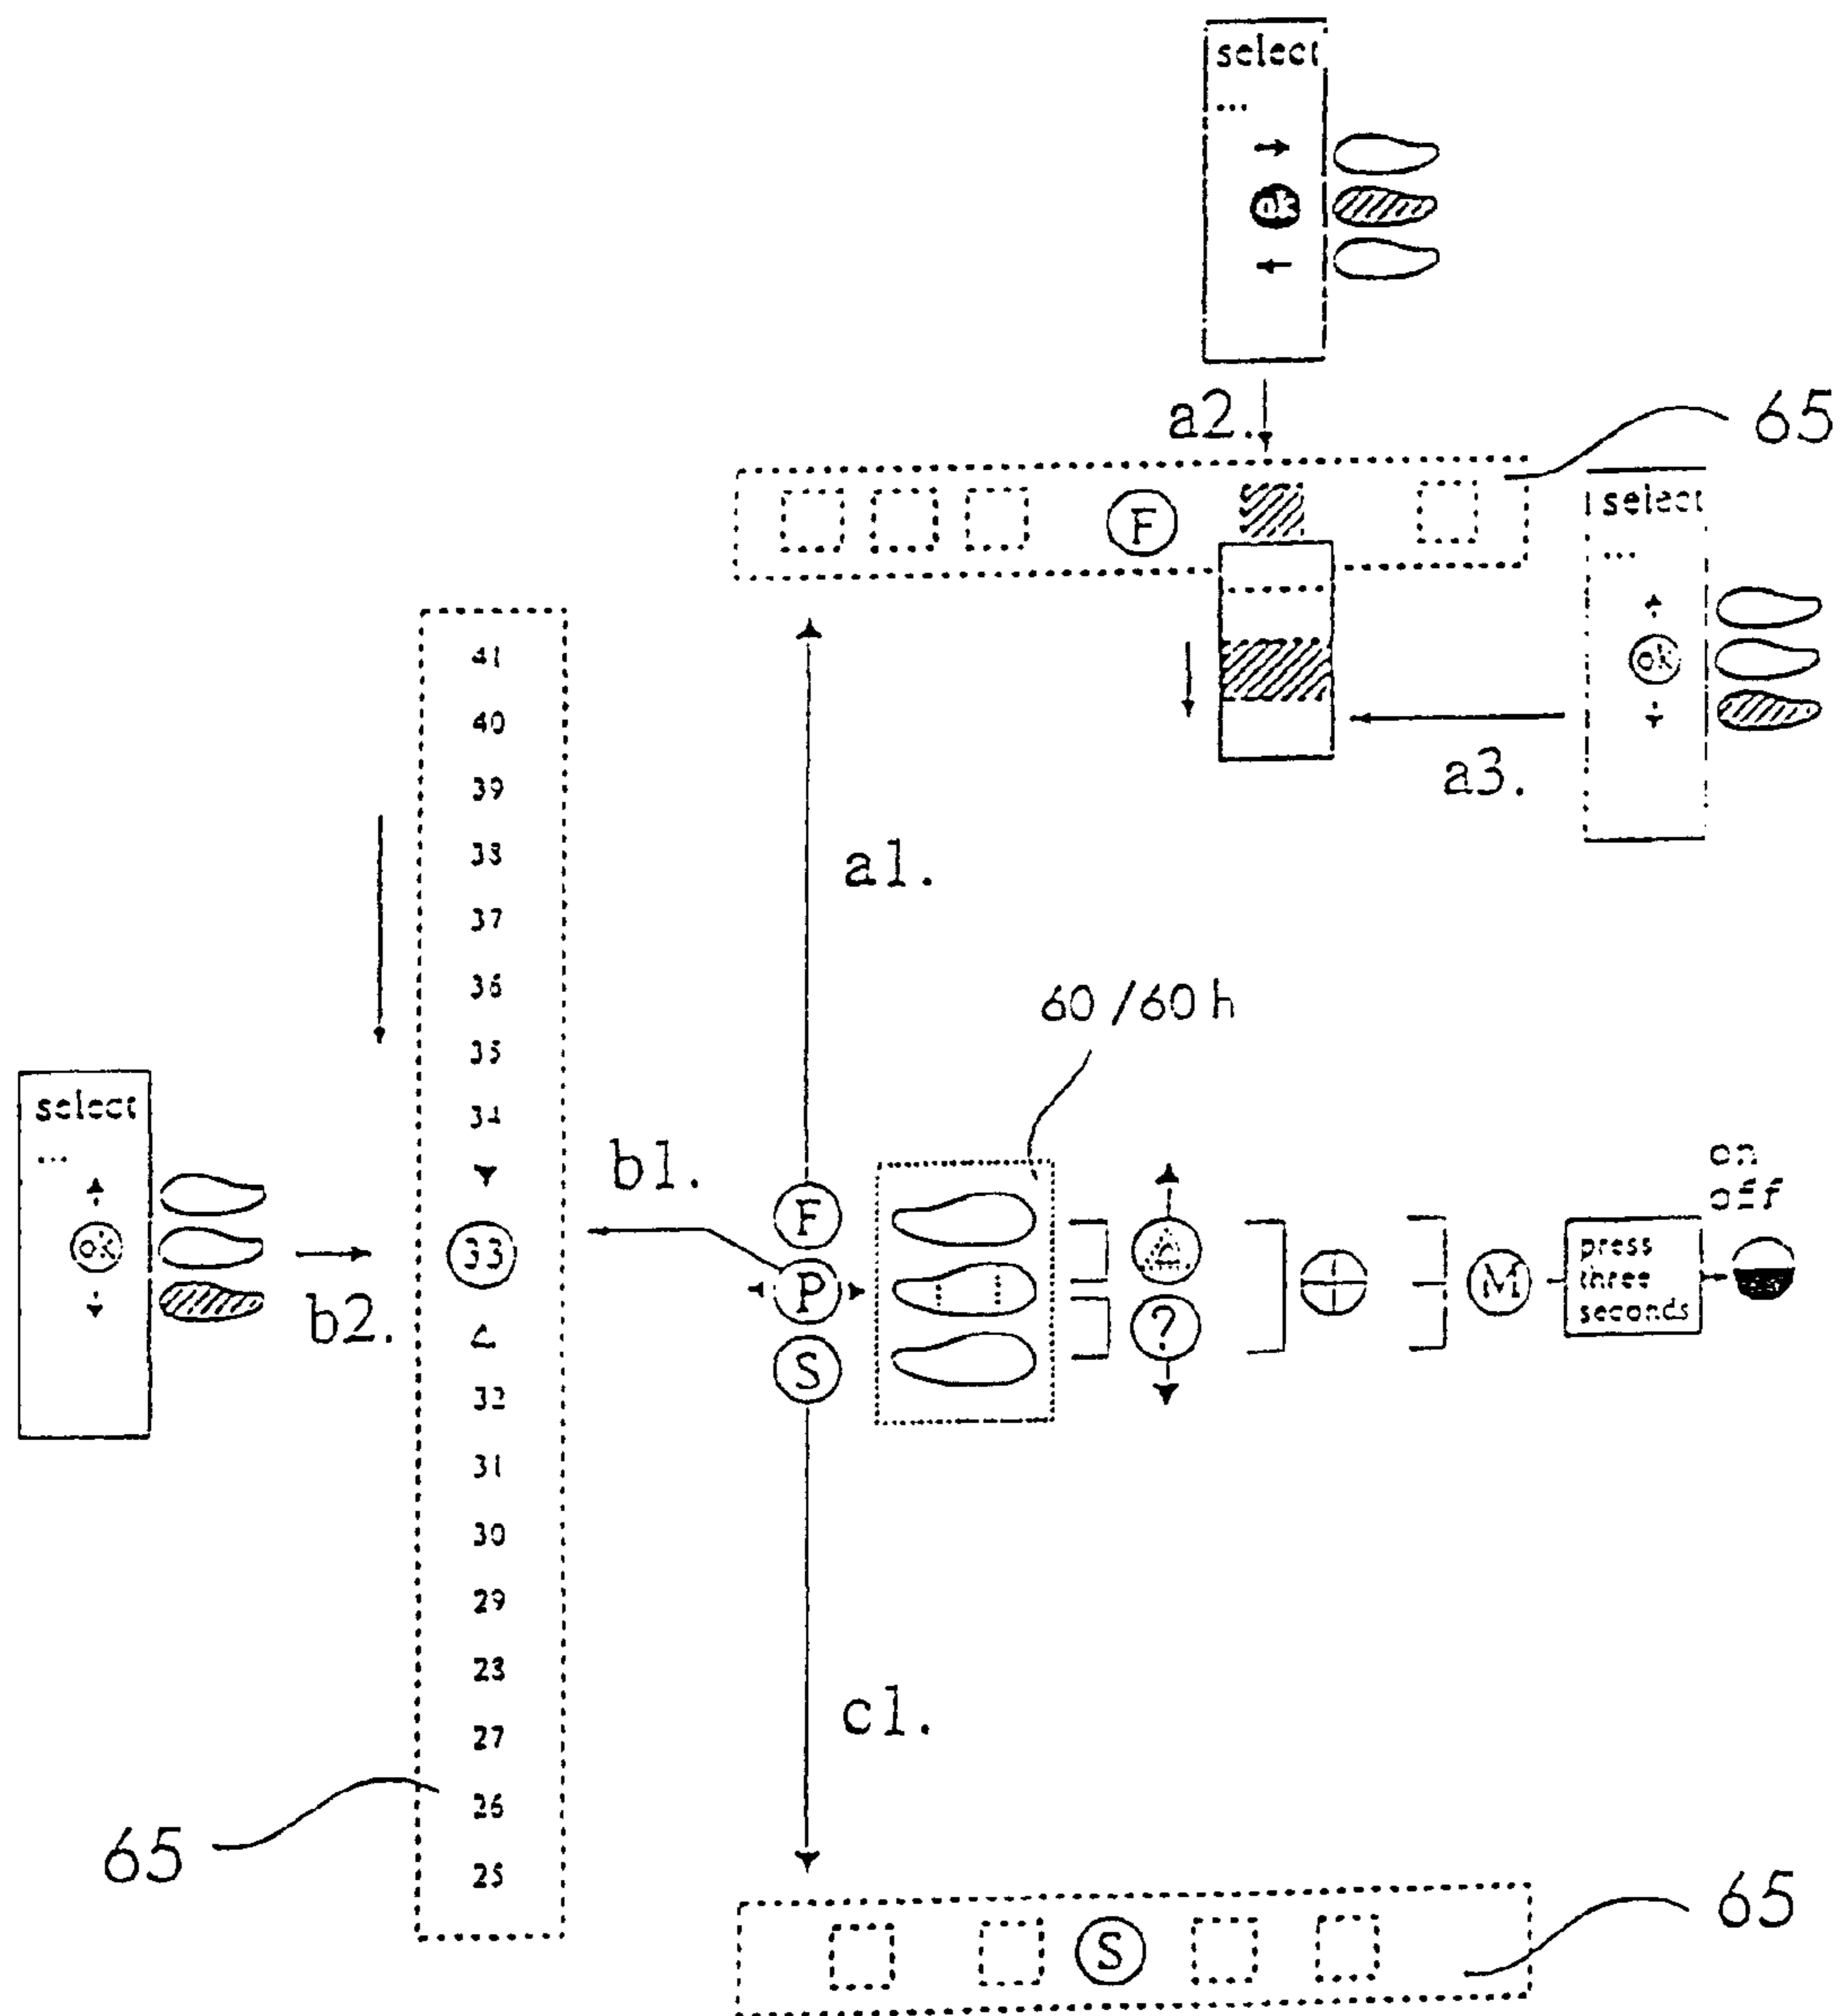 select
...
ok
a2.
65
F
select
...
ok
a3.
41
40
39
38
37
36
35
34
33
32
31
30
29
28
27
26
25
a1.
60/60h
select
...
ok
b1.
b2.
F
P
S
?
M
press
three
seconds
on
off
c1.
65
S
65